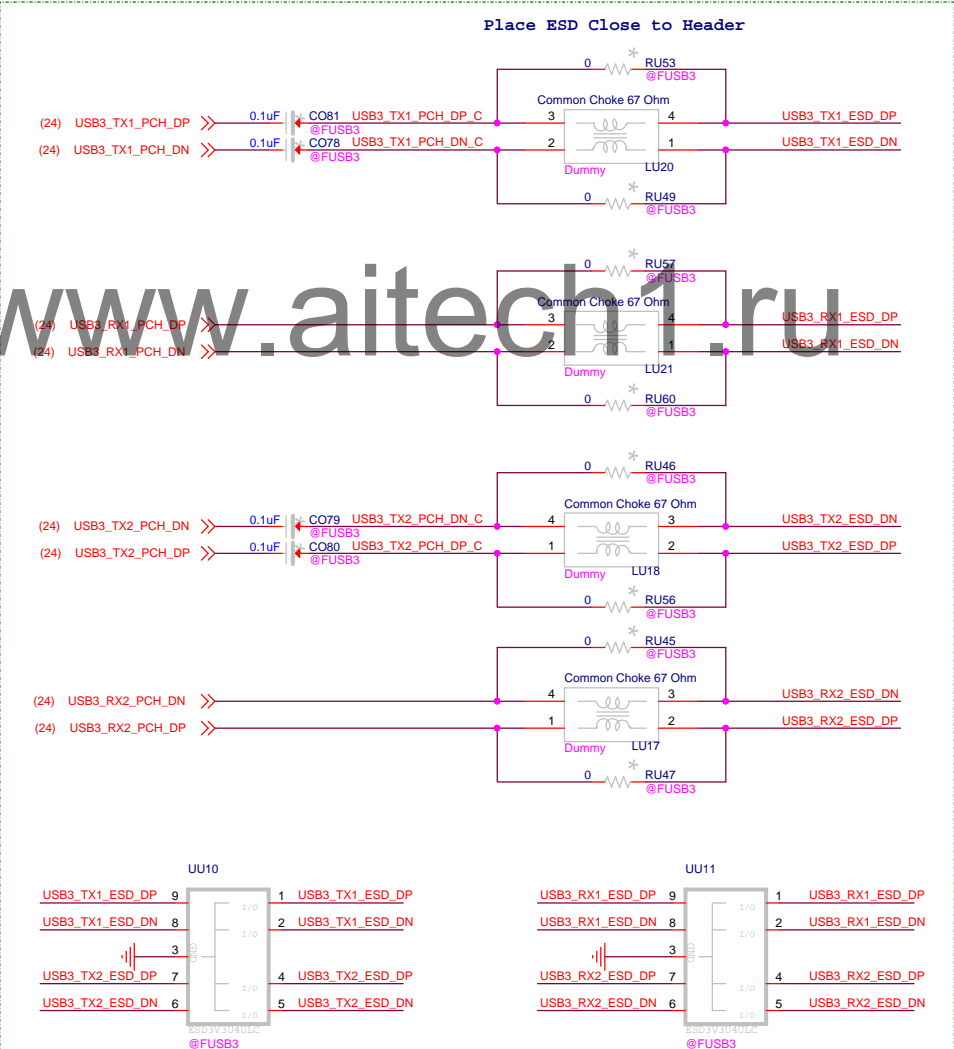 Place ESD Close to Header
0 RU53
@FUSB3
Common Choke 67 Ohm
(24) USB3_TX1_PCH_DP 0.1uF CO81 USB3_TX1_PCH_DP_C 3 4 USB3_TX1_ESD_DP
@FUSB3
(24) USB3_TX1_PCH_DN 0.1uF CO78 USB3_TX1_PCH_DN_C 2 1 USB3_TX1_ESD_DN
@FUSB3
Dummy LU20
0 RU49
@FUSB3
0 RU57
@FUSB3
www.aitech1.ru
Common Choke 67 Ohm
(24) USB3_RX1_PCH_DP 3 4 USB3_RX1_ESD_DP
(24) USB3_RX1_PCH_DN 2 1 USB3_RX1_ESD_DN
Dummy LU21
0 RU60
@FUSB3
0 RU46
@FUSB3
Common Choke 67 Ohm
(24) USB3_TX2_PCH_DN 0.1uF CO79 USB3_TX2_PCH_DN_C 4 3 USB3_TX2_ESD_DN
@FUSB3
(24) USB3_TX2_PCH_DP 0.1uF CO80 USB3_TX2_PCH_DP_C 1 2 USB3_TX2_ESD_DP
@FUSB3
Dummy LU18
0 RU56
@FUSB3
0 RU45
@FUSB3
Common Choke 67 Ohm
(24) USB3_RX2_PCH_DN 4 3 USB3_RX2_ESD_DN
(24) USB3_RX2_PCH_DP 1 2 USB3_RX2_ESD_DP
Dummy LU17
0 RU47
@FUSB3
UU10
USB3_TX1_ESD_DP 9 I/O 1 USB3_TX1_ESD_DP
USB3_TX1_ESD_DN 8 I/O 2 USB3_TX1_ESD_DN
3 GND
USB3_TX2_ESD_DP 7 I/O 4 USB3_TX2_ESD_DP
USB3_TX2_ESD_DN 6 I/O 5 USB3_TX2_ESD_DN
ESD3V3U4ULC
@FUSB3
UU11
USB3_RX1_ESD_DP 9 I/O 1 USB3_RX1_ESD_DP
USB3_RX1_ESD_DN 8 I/O 2 USB3_RX1_ESD_DN
3 GND
USB3_RX2_ESD_DP 7 I/O 4 USB3_RX2_ESD_DP
USB3_RX2_ESD_DN 6 I/O 5 USB3_RX2_ESD_DN
ESD3V3U4ULC
@FUSB3